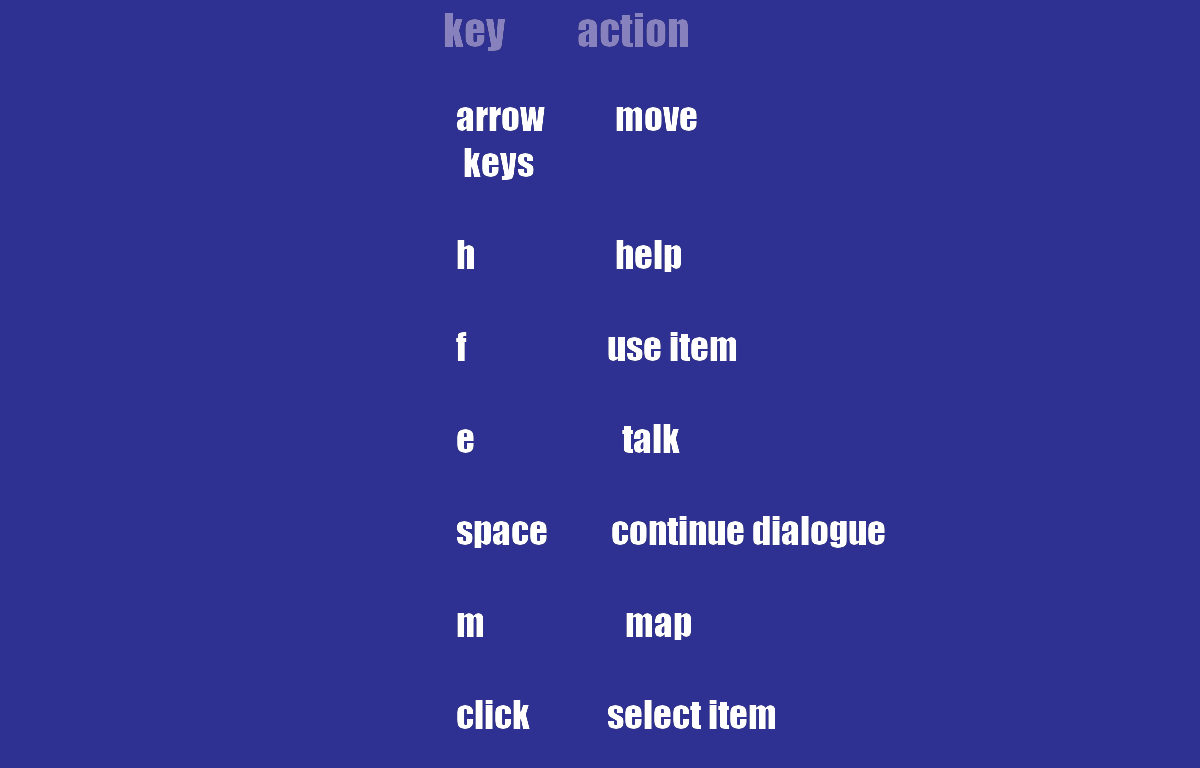 key action
arrow move
keys
h help
f use item
e talk
space continue dialogue
m map
click select item